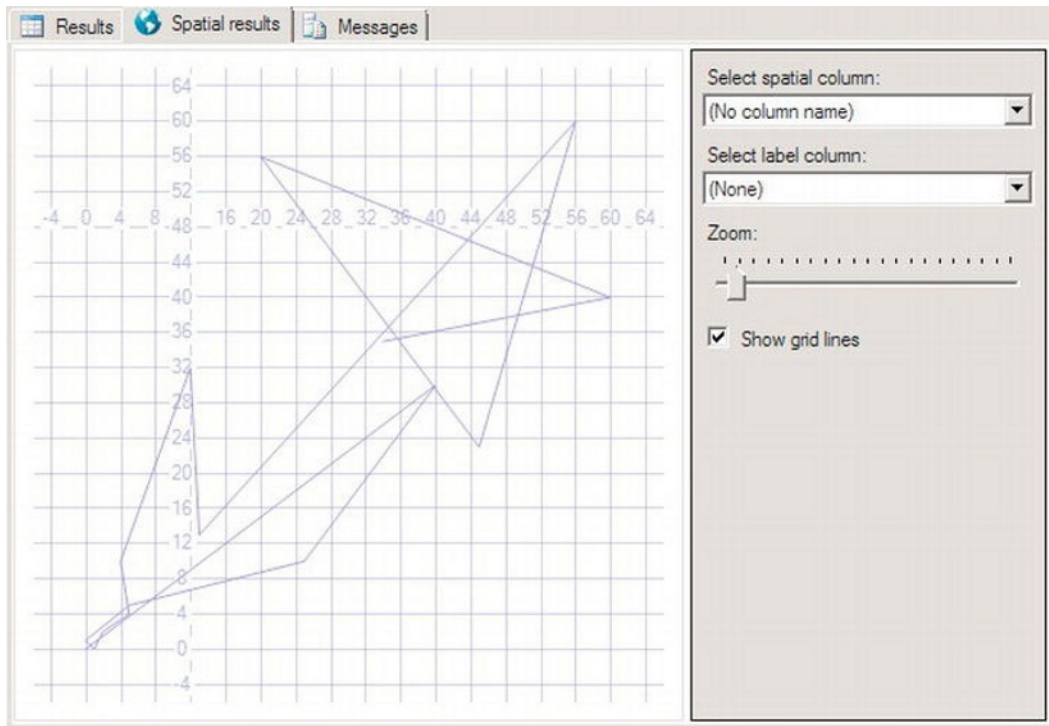 Results Spatial results Messages
64
60
56
52
-4 0 4 8 16 20 24 28 32 36 40 44 48 52 56 60 64
48
44
40
36
32
28
24
20
16
12
8
4
0
-4
Select spatial column:
(No column name)
Select label column:
(None)
Zoom:
Show grid lines